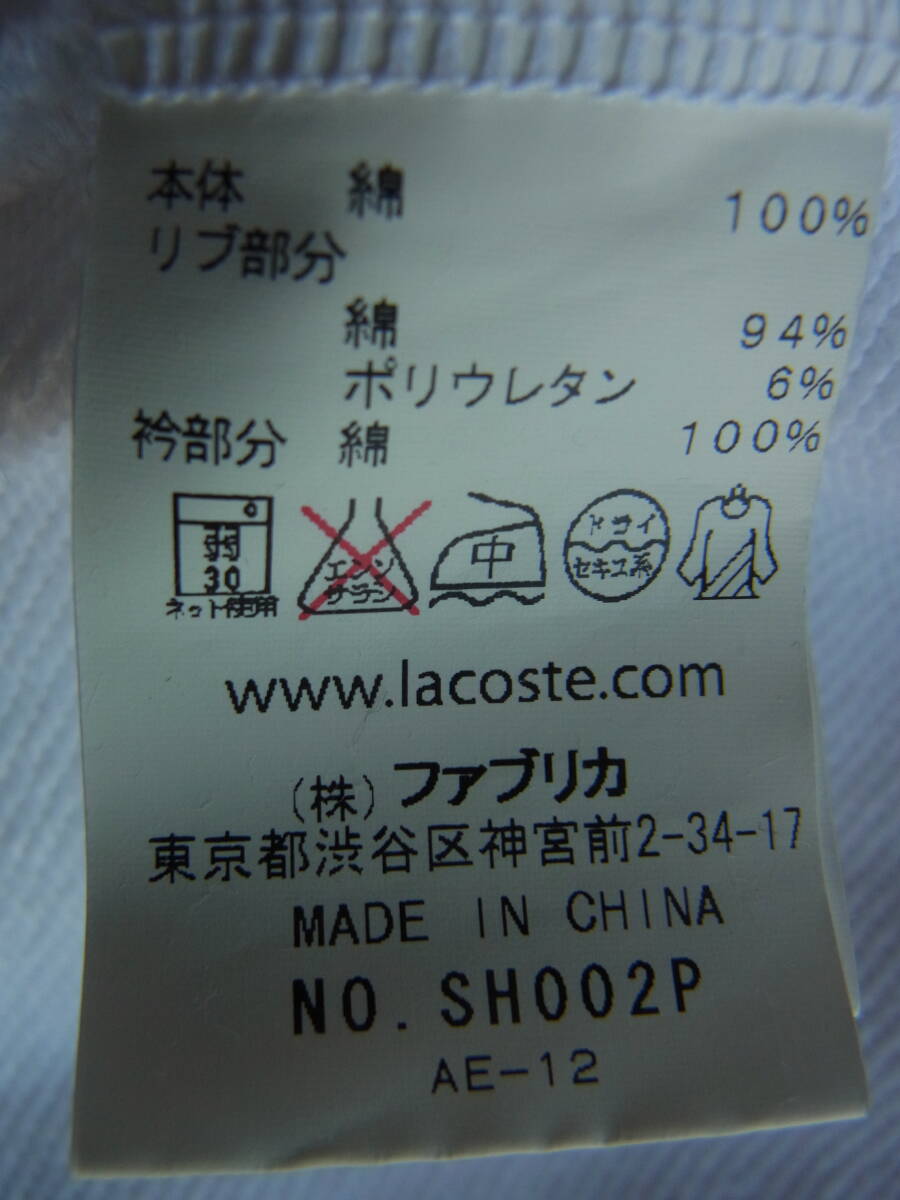 本体 綿 100%
リブ部分
綿 94%
ポリウレタン 6%
衿部分 綿 100%
弱
30
ネット使用
エンソ
サラシ
中
ドライ
セキユ系
www.lacoste.com
(株)ファブリカ
東京都渋谷区神宮前2-34-17
MADE IN CHINA
NO.SH002P
AE-12